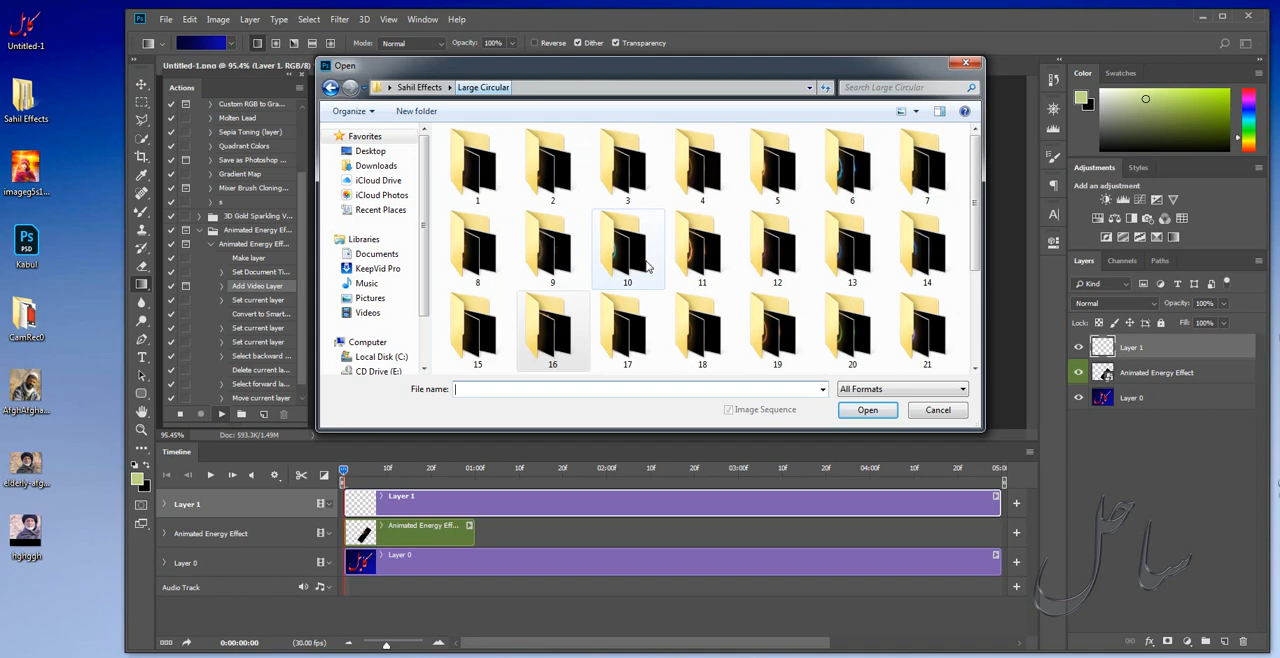 Untitled-1
Sahil Effects
imageg5s1...
Kabul
CamRec0
AfghAfgha...
elderly-afg...
hghggh
کابل
Ps
PSD
Ps
File Edit Image Layer Type Select Filter 3D View Window Help
Mode: Normal Opacity: 100% Reverse Dither Transparency
Untitled-1.png @ 95.4% (Layer 1, RGB
Actions
Custom RGB to Gra...
Molten Lead
Sepia Toning (layer)
Quadrant Colors
Save as Photoshop ...
Gradient Map
Mixer Brush Cloning...
s
3D Gold Sparkling V...
Animated Energy Eff...
Animated Energy Eff...
Make layer
Set Document Ti...
Add Video Layer
Set current layer
Convert to Smart...
Set current layer
Set current layer
Select backward ...
Delete current la...
Select forward l...
Move current lay...
95.45% Doc: 593.3K/1.49M
Open
Sahil Effects Large Circular
Search Large Circular
Organize New folder
Favorites
Desktop
Downloads
iCloud Drive
iCloud Photos
Recent Places
Libraries
Documents
KeepVid Pro
Music
Pictures
Videos
Computer
Local Disk (C:)
CD Drive (E:)
1 2 3 4 5 6 7
8 9 10 11 12 13 14
15 16 17 18 19 20 21
File name: All Formats
Image Sequence Open Cancel
Color Swatches
Adjustments Styles
Add an adjustment
Layers Channels Paths
Kind
Normal Opacity: 100%
Lock: Fill: 100%
Layer 1
Animated Energy Effect
Layer 0
Timeline
10f 20f 01:00f 10f 20f 02:00f 10f 20f 03:00f 10f 20f 04:00f 10f 20f 05:0
Layer 1 Layer 1
Animated Energy Effect Animated Energy Eff...
Layer 0 Layer 0
Audio Track
0:00:00:00 (30.00 fps)
ساحل